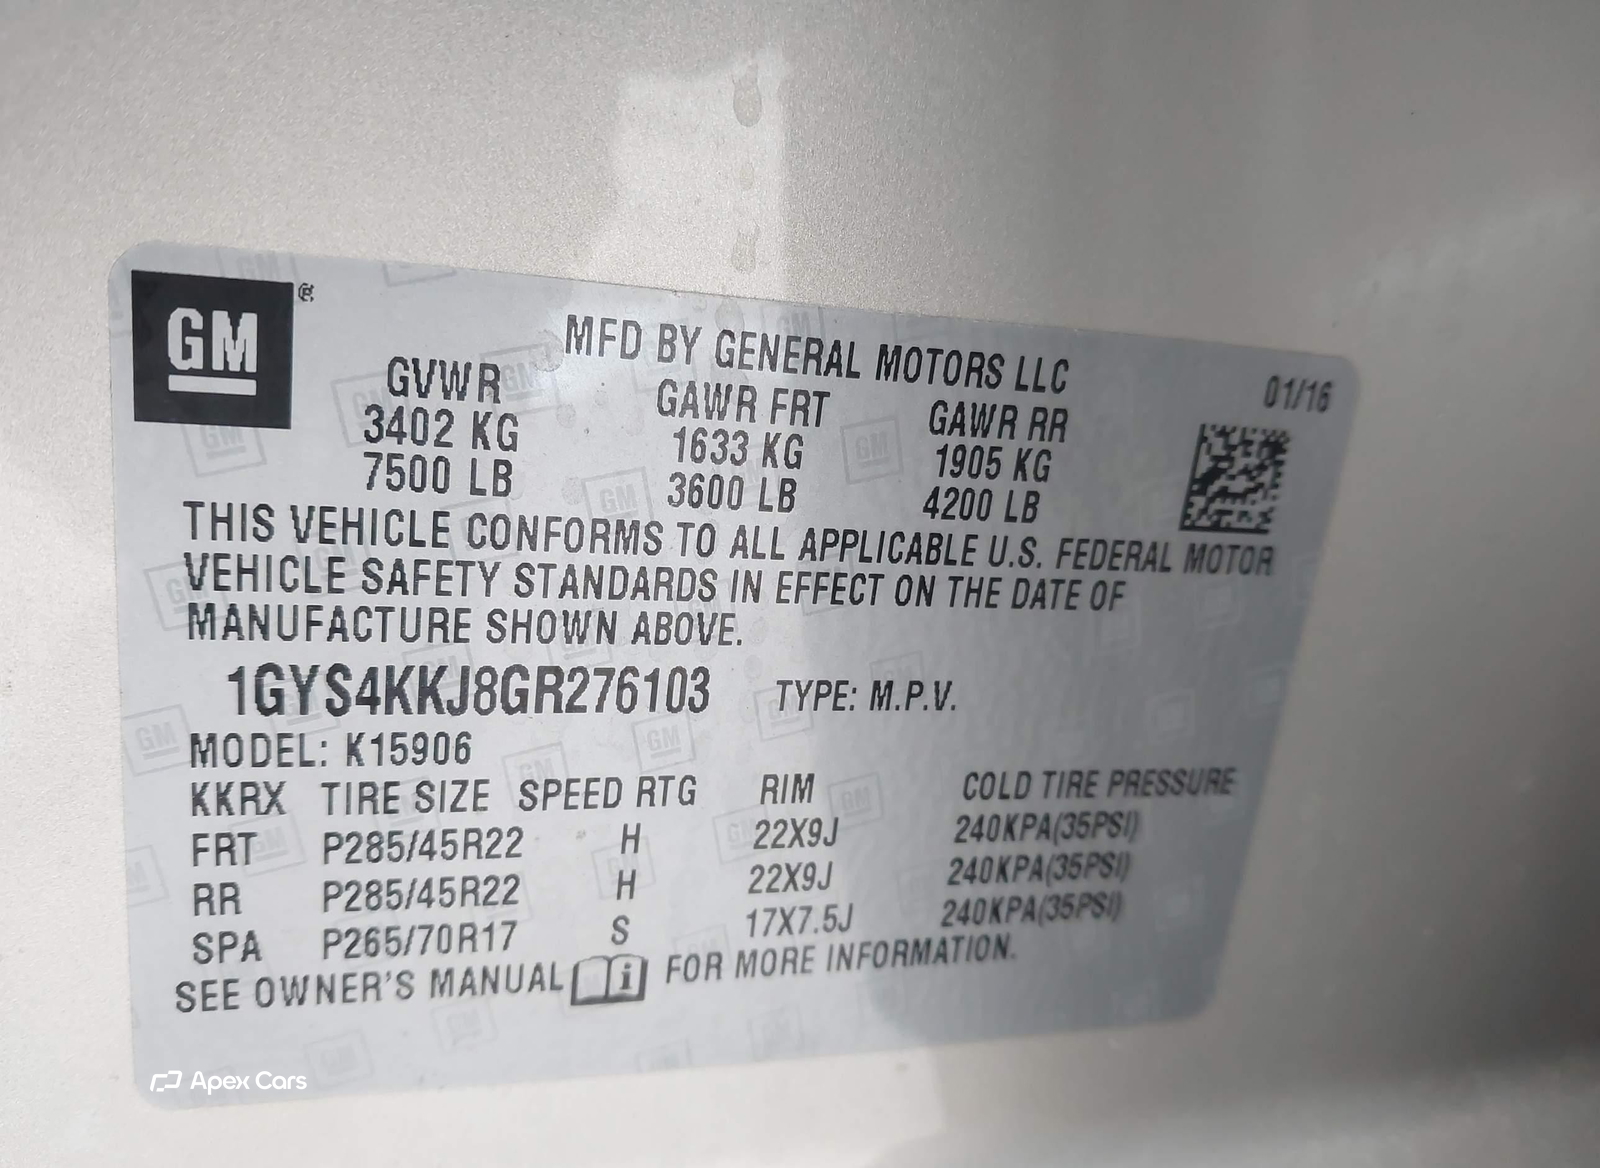 GM ®
MFD BY GENERAL MOTORS LLC
01/16
GVWR GAWR FRT GAWR RR
3402 KG 1633 KG 1905 KG
7500 LB 3600 LB 4200 LB
THIS VEHICLE CONFORMS TO ALL APPLICABLE U.S. FEDERAL MOTOR
VEHICLE SAFETY STANDARDS IN EFFECT ON THE DATE OF
MANUFACTURE SHOWN ABOVE.
1GYS4KKJ8GR276103 TYPE: M.P.V.
MODEL: K15906
KKRX TIRE SIZE SPEED RTG RIM COLD TIRE PRESSURE
FRT P285/45R22 H 22X9J 240KPA(35PSI)
RR P285/45R22 H 22X9J 240KPA(35PSI)
SPA P265/70R17 S 17X7.5J 240KPA(35PSI)
SEE OWNER'S MANUAL i FOR MORE INFORMATION.
Apex Cars